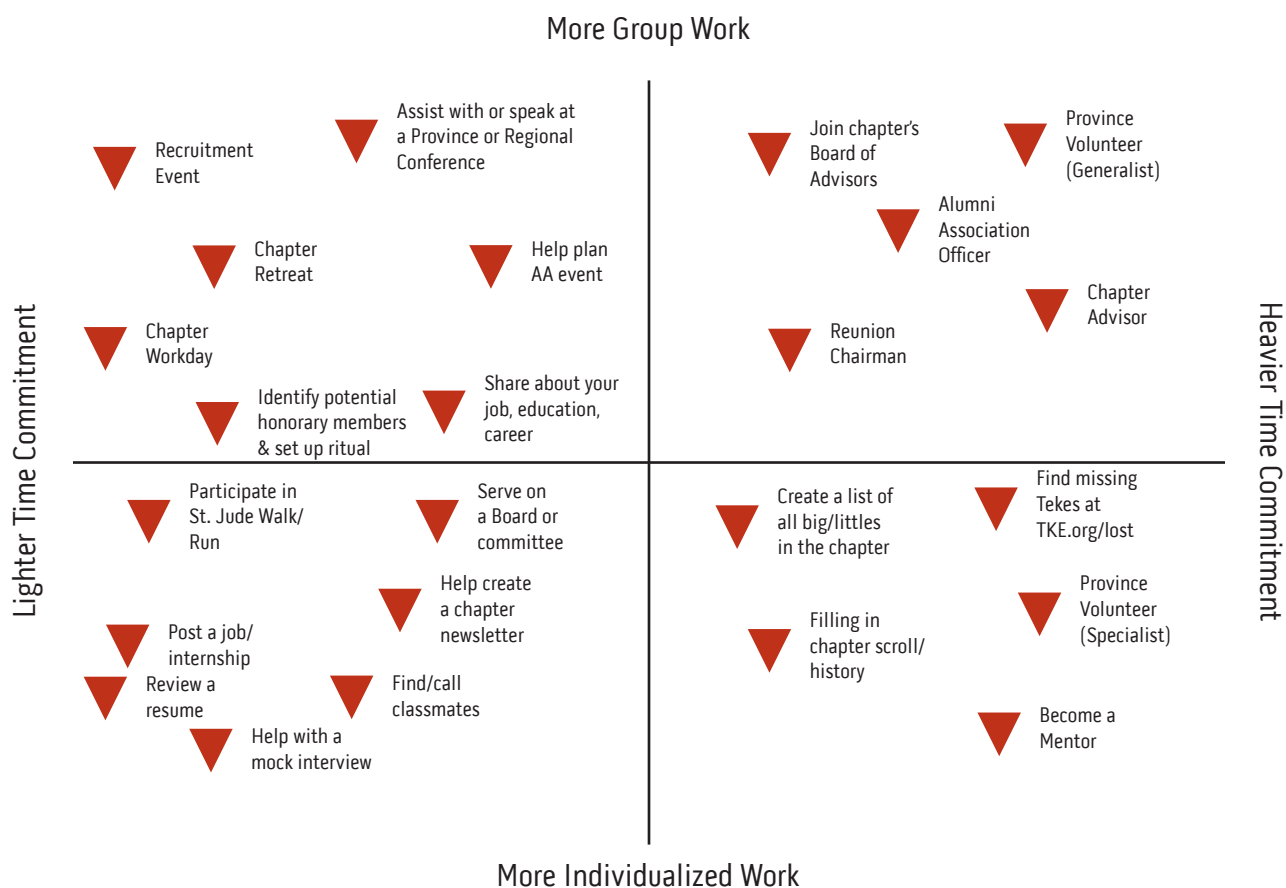 More Group Work
Assist with or speak at
a Province or Regional
Conference
Recruitment
Event
Join chapter's
Board of
Advisors
Province
Volunteer
(Generalist)
Alumni
Association
Officer
Chapter
Retreat
Help plan
AA event
Chapter
Advisor
Chapter
Workday
Reunion
Chairman
Identify potential
honorary members
& set up ritual
Share about your
job, education,
career
Lighter Time Commitment
Heavier Time Commitment
Participate in
St. Jude Walk/
Run
Serve on
a Board or
committee
Create a list of
all big/littles
in the chapter
Find missing
Tekes at
TKE.org/lost
Help create
a chapter
newsletter
Province
Volunteer
(Specialist)
Post a job/
internship
Filling in
chapter scroll/
history
Review a
resume
Find/call
classmates
Help with a
mock interview
Become a
Mentor
More Individualized Work